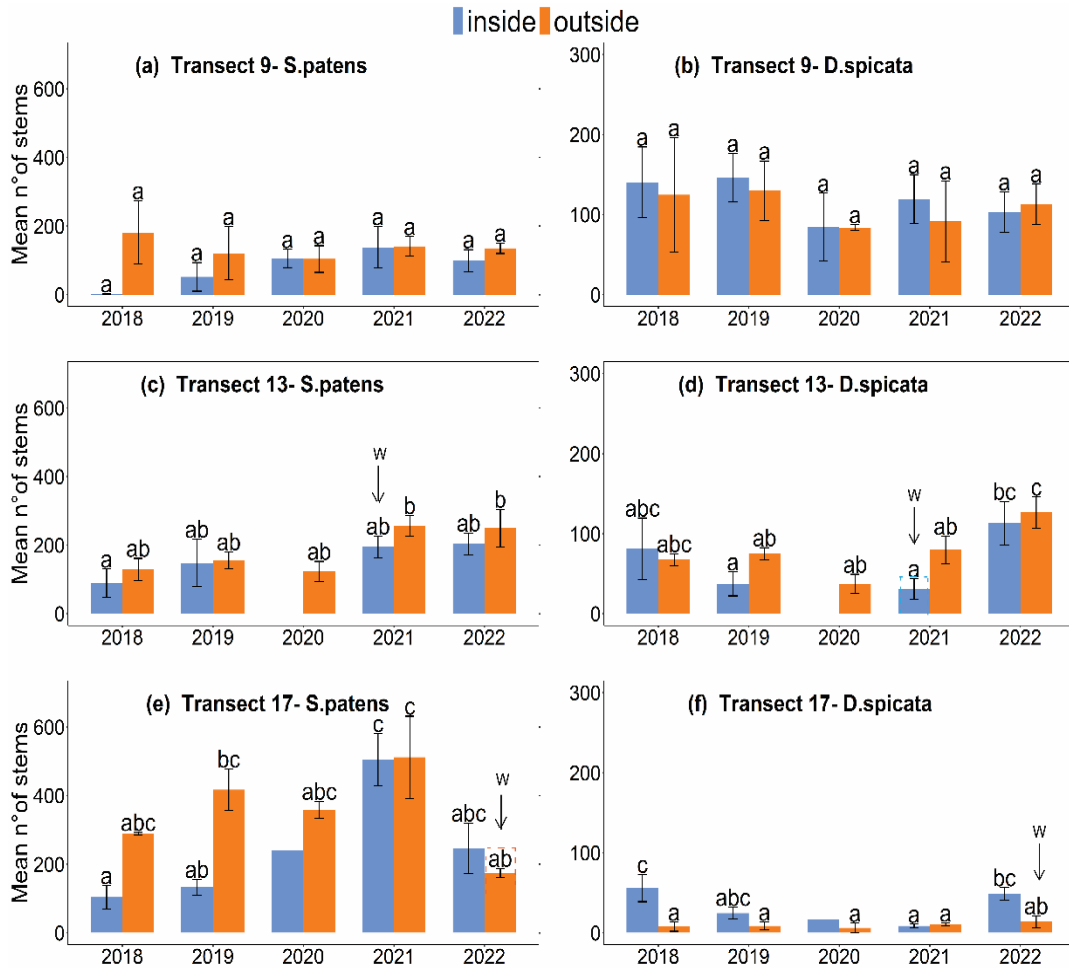 inside outside
(a) Transect 9- S.patens
(b) Transect 9- D.spicata
Mean n°of stems
600
400
200
0
a a a a a a a a a a
2018 2019 2020 2021 2022
300
200
100
0
a a a a a a a a a a
2018 2019 2020 2021 2022
(c) Transect 13- S.patens
(d) Transect 13- D.spicata
Mean n°of stems
600
400
200
0
w
a ab ab ab ab ab b ab b
2018 2019 2020 2021 2022
300
200
100
0
w
abc abc a ab ab a ab bc c
2018 2019 2020 2021 2022
(e) Transect 17- S.patens
(f) Transect 17- D.spicata
Mean n°of stems
600
400
200
0
w
a abc ab bc abc c c abc ab
2018 2019 2020 2021 2022
300
200
100
0
w
c a abc a a a a bc ab
2018 2019 2020 2021 2022